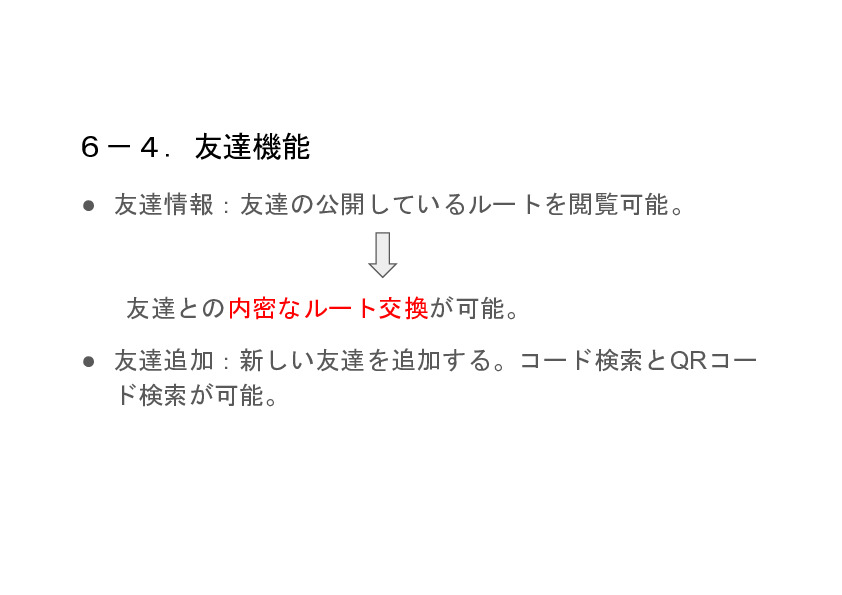 ６－４． 友達機能
● 友達情報：友達の公開しているルートを閲覧可能。
友達との内密なルート交換が可能。
● 友達追加：新しい友達を追加する。コード検索とQRコー
ド検索が可能。